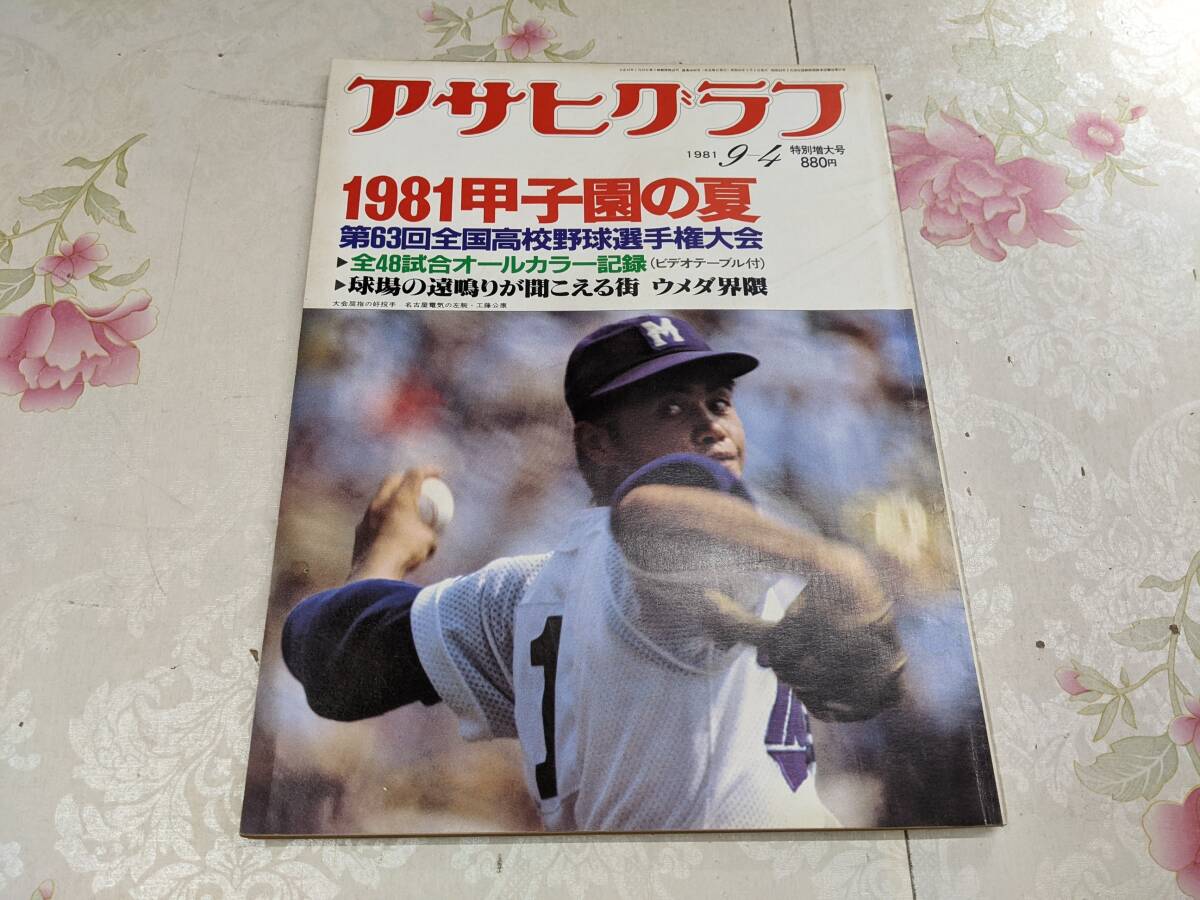 アサヒグラフ
1981 9-4 特別増大号
880円
1981甲子園の夏
第63回全国高校野球選手権大会
▶全48試合オールカラー記録(ビデオテーブル付)
▶球場の遠鳴りが聞こえる街 ウメダ界隈
大会屈指の好投手 名古屋電気の左腕・工藤公康
M
1